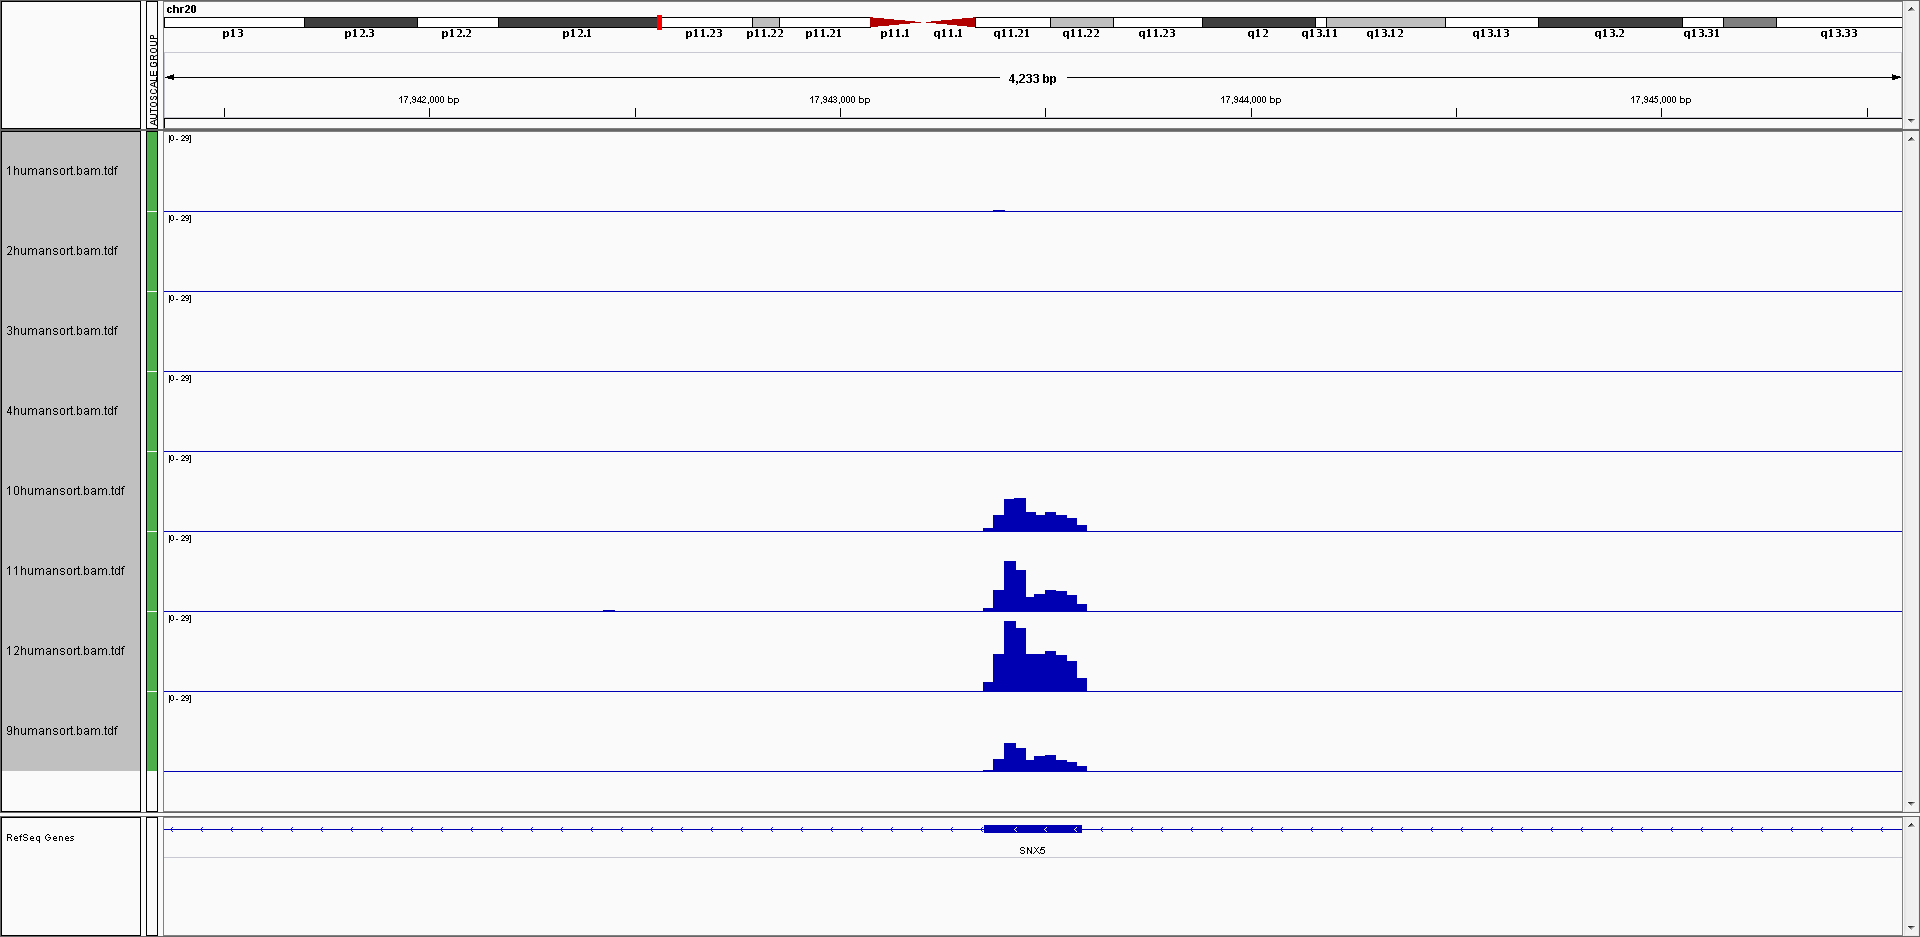 chr20
p13 p12.3 p12.2 p12.1 p11.23 p11.22 p11.21 p11.1 q11.1 q11.21 q11.22 q11.23 q12 q13.11 q13.12 q13.13 q13.2 q13.31 q13.33
AUTOSCALE GROUP
4,233 bp
17,942,000 bp 17,943,000 bp 17,944,000 bp 17,945,000 bp
[0 - 29]
1humansort.bam.tdf
[0 - 29]
2humansort.bam.tdf
[0 - 29]
3humansort.bam.tdf
[0 - 29]
4humansort.bam.tdf
[0 - 29]
10humansort.bam.tdf
[0 - 29]
11humansort.bam.tdf
[0 - 29]
12humansort.bam.tdf
[0 - 29]
9humansort.bam.tdf
RefSeq Genes
SNX5